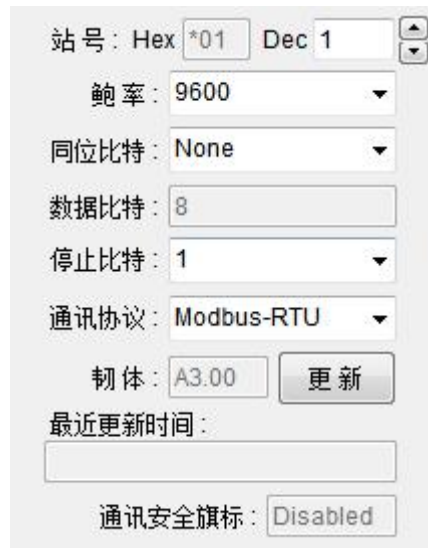 站号: Hex *01 Dec 1
鲍率: 9600
同位比特: None
数据比特: 8
停止比特: 1
通讯协议: Modbus-RTU
韧体: A3.00 更新
最近更新时间:
通讯安全旗标: Disabled